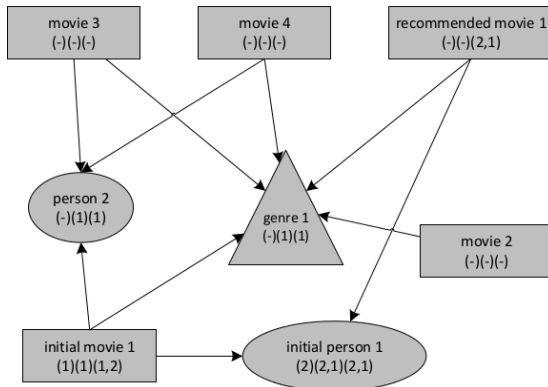 movie 3
(-)(-)(-)
movie 4
(-)(-)(-)
recommended movie 1
(-)(-)(2,1)
person 2
(-)(1)(1)
genre 1
(-)(1)(1)
movie 2
(-)(-)(-)
initial movie 1
(1)(1)(1,2)
initial person 1
(2)(2,1)(2,1)